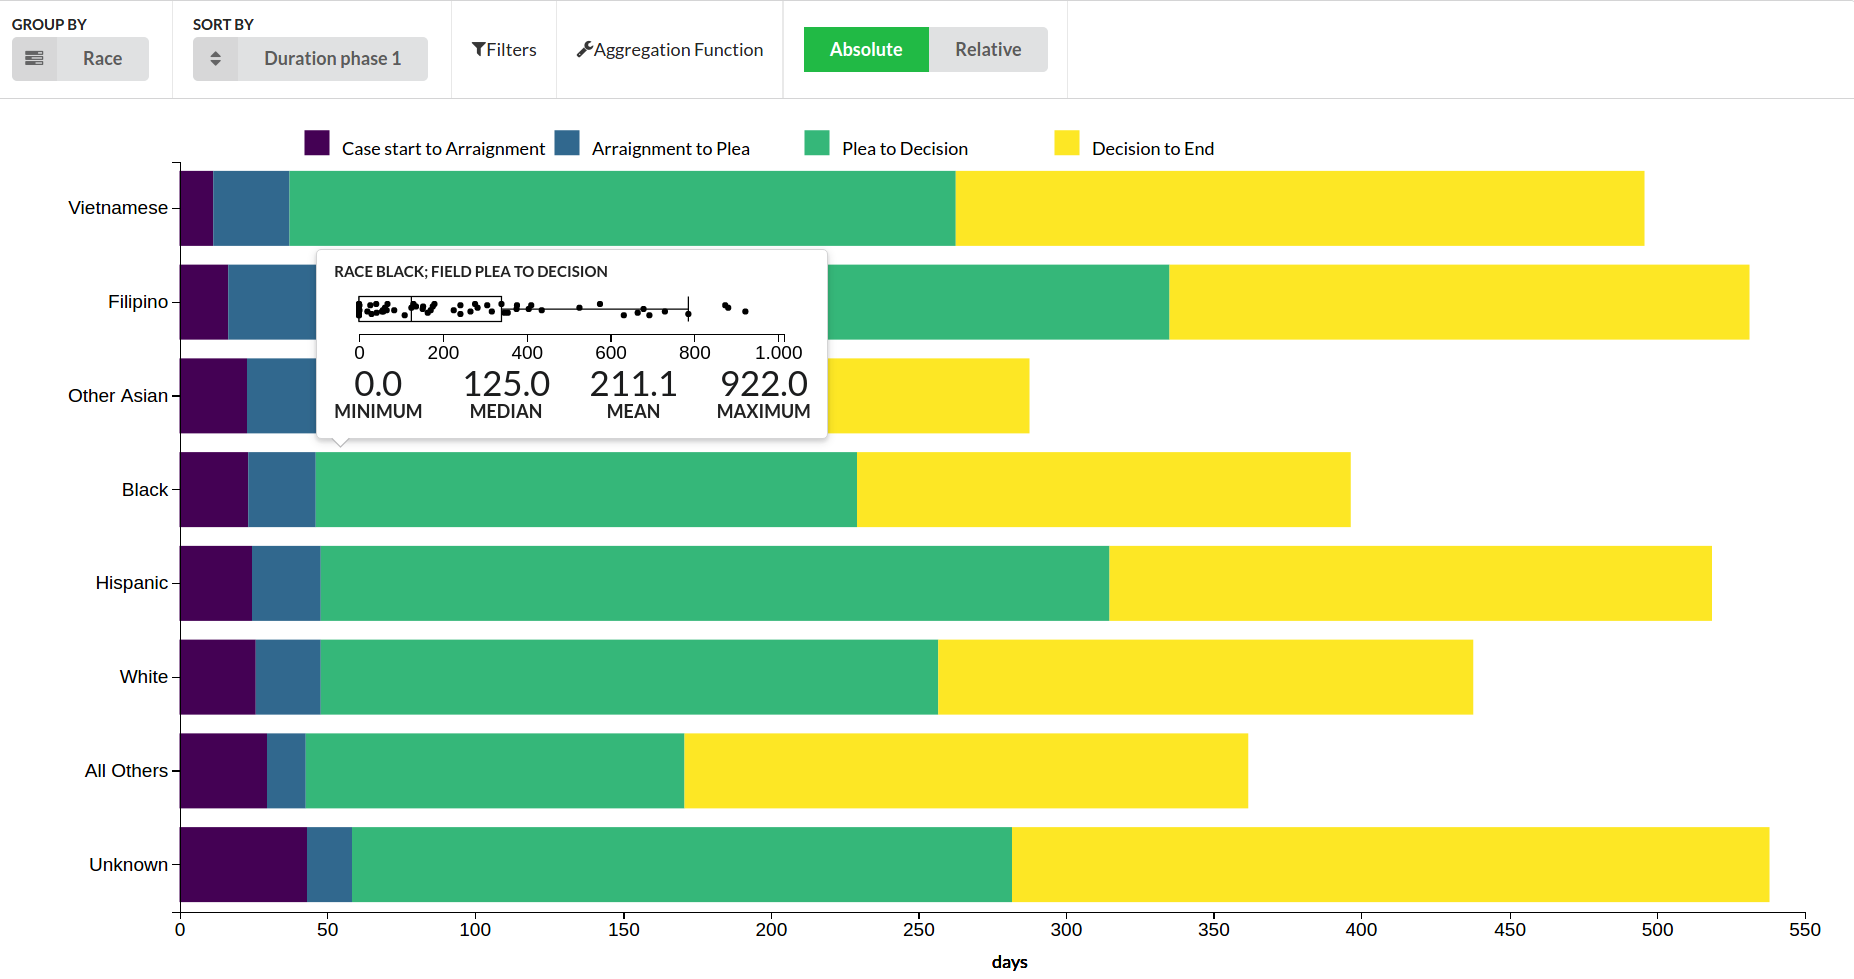 GROUP BY
Race
SORT BY
Duration phase 1
Filters
Aggregation Function
Absolute
Relative
Case start to Arraignment
Arraignment to Plea
Plea to Decision
Decision to End
Vietnamese
Filipino
Other Asian
Black
Hispanic
White
All Others
Unknown
RACE BLACK; FIELD PLEA TO DECISION
0 200 400 600 800 1.000
0.0 125.0 211.1 922.0
MINIMUM MEDIAN MEAN MAXIMUM
0 50 100 150 200 250 300 350 400 450 500 550
days